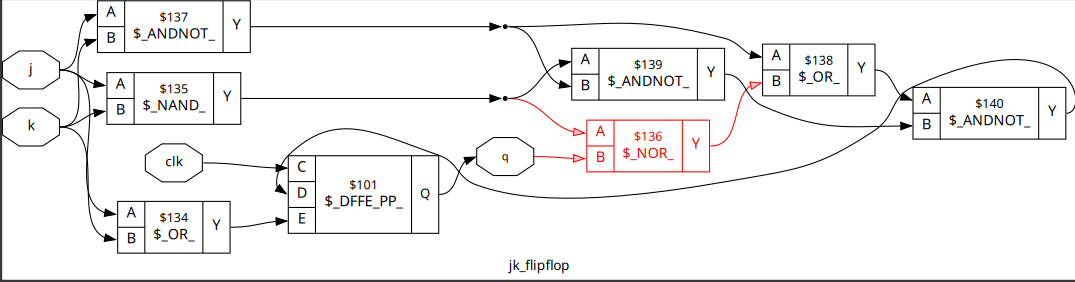 A
B
$137
$_ANDNOT_
Y
j
k
A
B
$135
$_NAND_
Y
clk
A
B
$134
$_OR_
Y
C
D
E
$101
$_DFFE_PP_
Q
q
A
B
$139
$_ANDNOT_
Y
A
B
$136
$_NOR_
Y
A
B
$138
$_OR_
Y
A
B
$140
$_ANDNOT_
Y
jk_flipflop